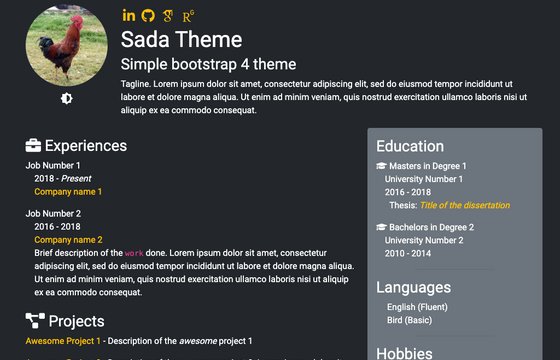 Sada Theme
Simple bootstrap 4 theme
Tagline. Lorem ipsum dolor sit amet, consectetur adipiscing elit, sed do eiusmod tempor incididunt ut
labore et dolore magna aliqua. Ut enim ad minim veniam, quis nostrud exercitation ullamco laboris nisi ut
aliquip ex ea commodo consequat.
Experiences
Job Number 1
2018 - Present
Company name 1
Job Number 2
2016 - 2018
Company name 2
Brief description of the work done. Lorem ipsum dolor sit amet, consectetur
adipiscing elit, sed do eiusmod tempor incididunt ut labore et dolore magna
aliqua. Ut enim ad minim veniam, quis nostrud exercitation ullamco laboris
nisi ut aliquip ex ea commodo consequat.
Projects
Awesome Project 1 - Description of the awesome project 1
Education
Masters in Degree 1
University Number 1
2016 - 2018
Thesis: Title of the dissertation
Bachelors in Degree 2
University Number 2
2010 - 2014
Languages
English (Fluent)
Bird (Basic)
Hobbies